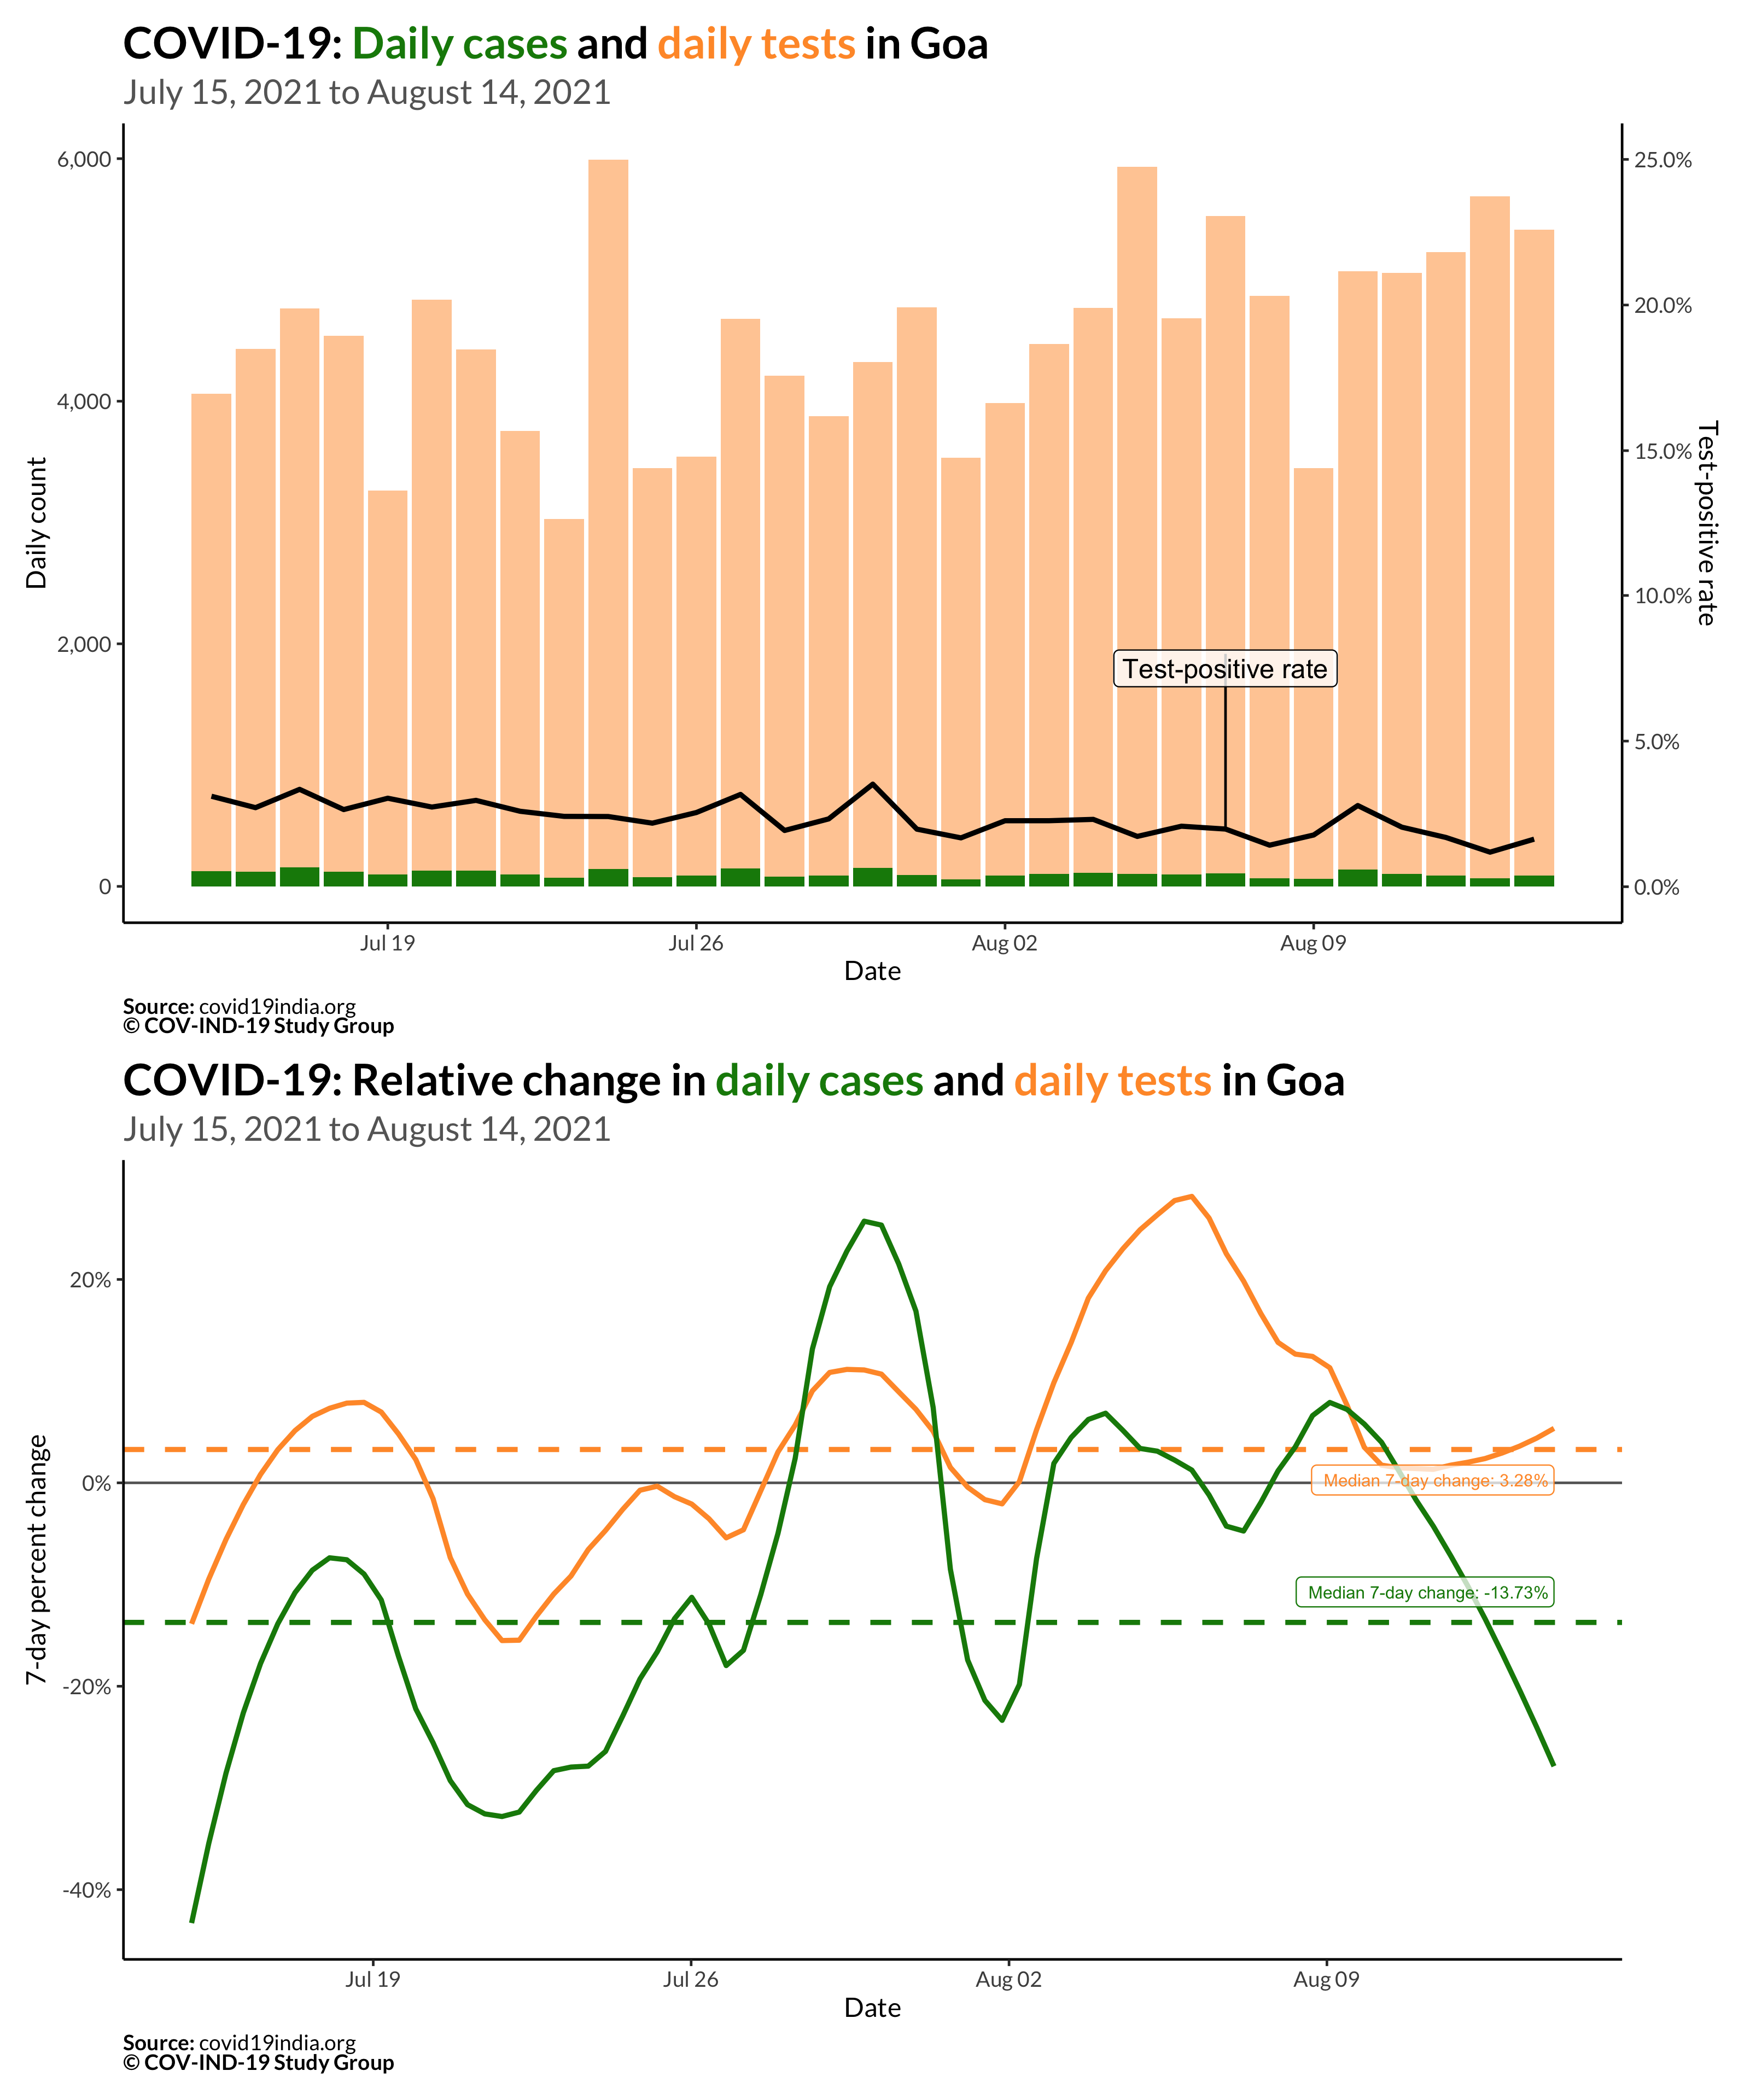 COVID-19: Daily cases and daily tests in Goa
July 15, 2021 to August 14, 2021
6,000
4,000
2,000
0
Daily count
25.0%
20.0%
15.0%
10.0%
5.0%
0.0%
Test-positive rate
Test-positive rate
Jul 19
Jul 26
Aug 02
Aug 09
Date
Source: covid19india.org
© COV-IND-19 Study Group
COVID-19: Relative change in daily cases and daily tests in Goa
July 15, 2021 to August 14, 2021
20%
0%
-20%
-40%
7-day percent change
Median 7-day change: 3.28%
Median 7-day change: -13.73%
Jul 19
Jul 26
Aug 02
Aug 09
Date
Source: covid19india.org
© COV-IND-19 Study Group